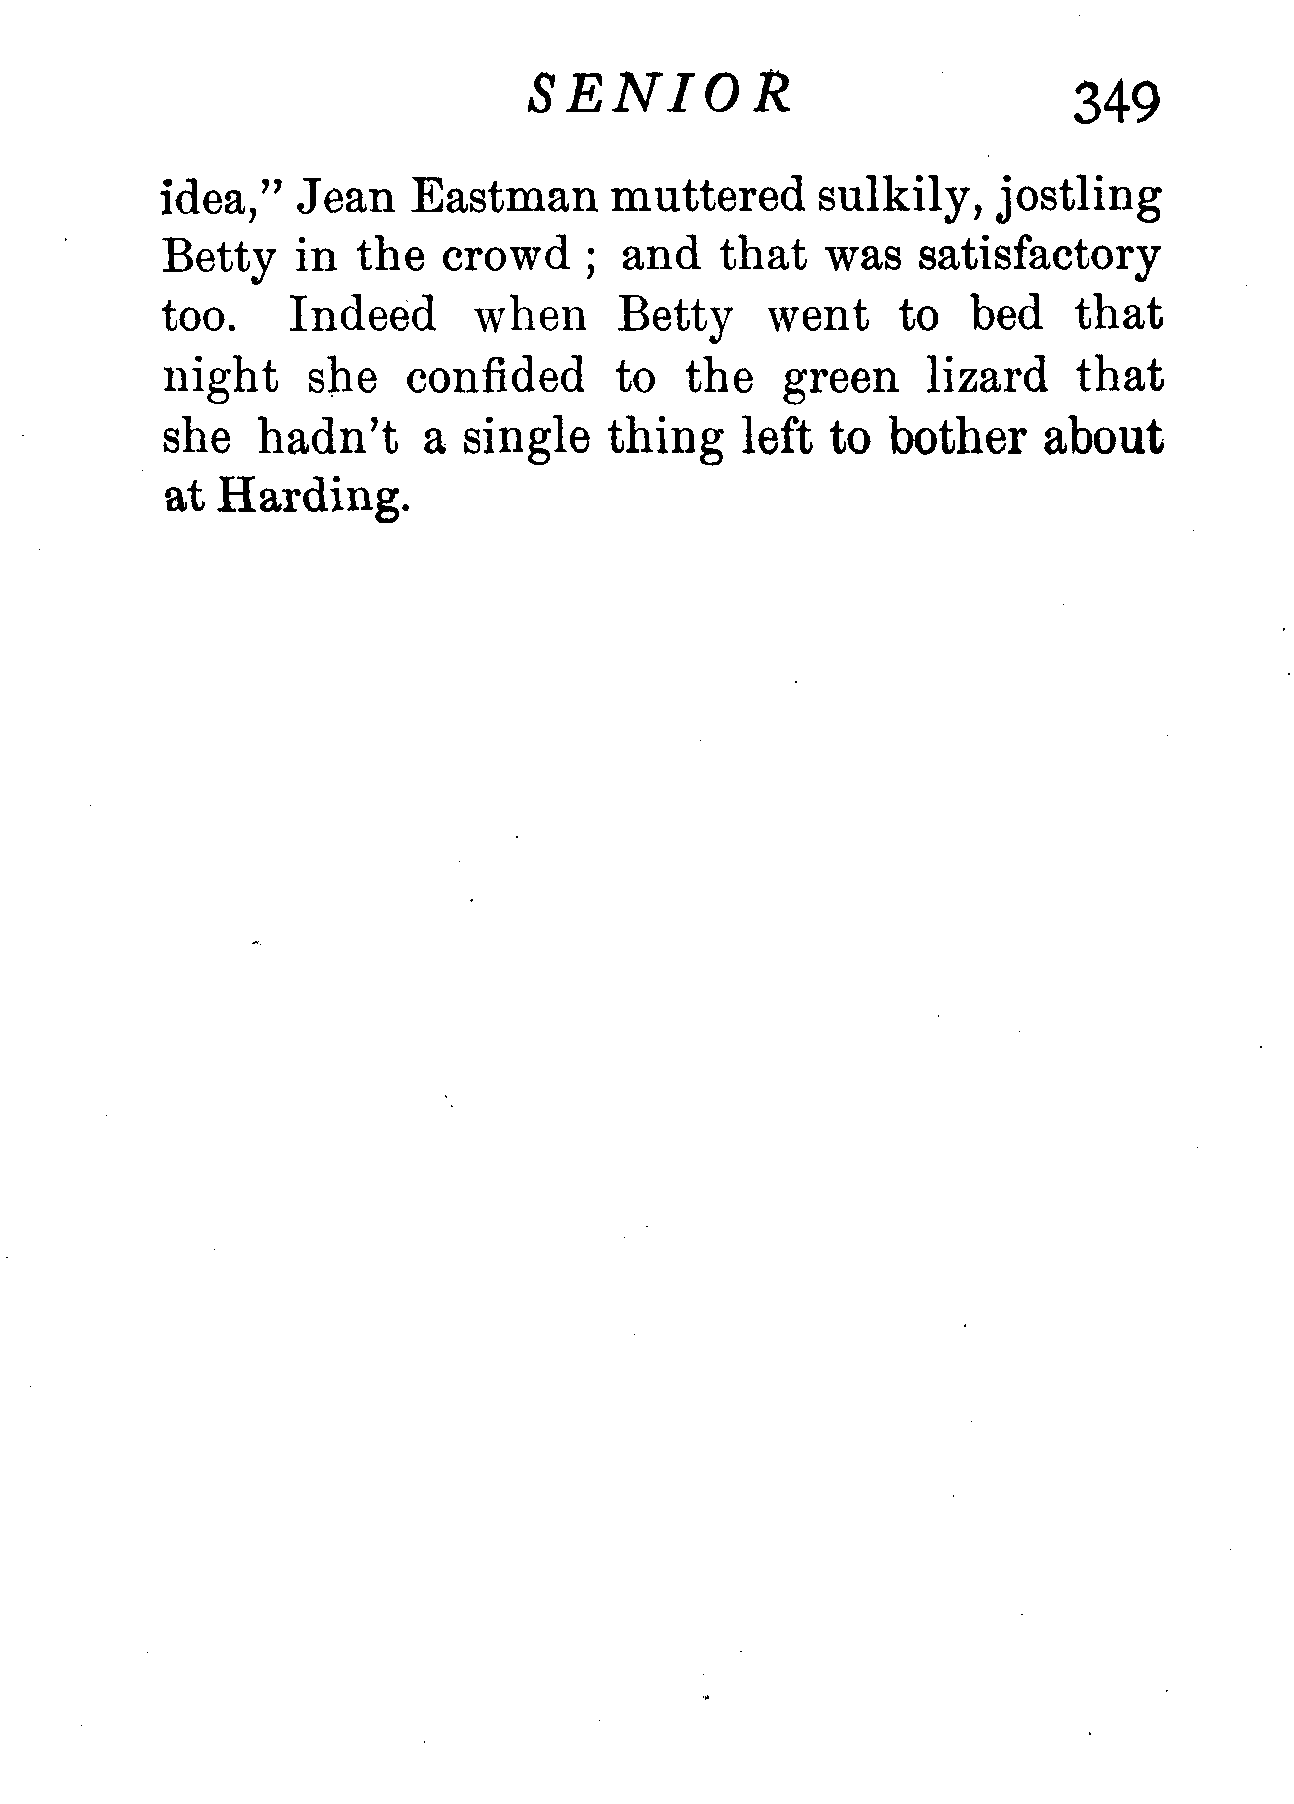 SENIOR 349
idea,” Jean Eastman muttered sulkily, jostling
Betty in the crowd ; and that was satisfactory
too. Indeed when Betty went to bed that
night she confided to the green lizard that
she hadn’t a single thing left to bother about
at Harding.